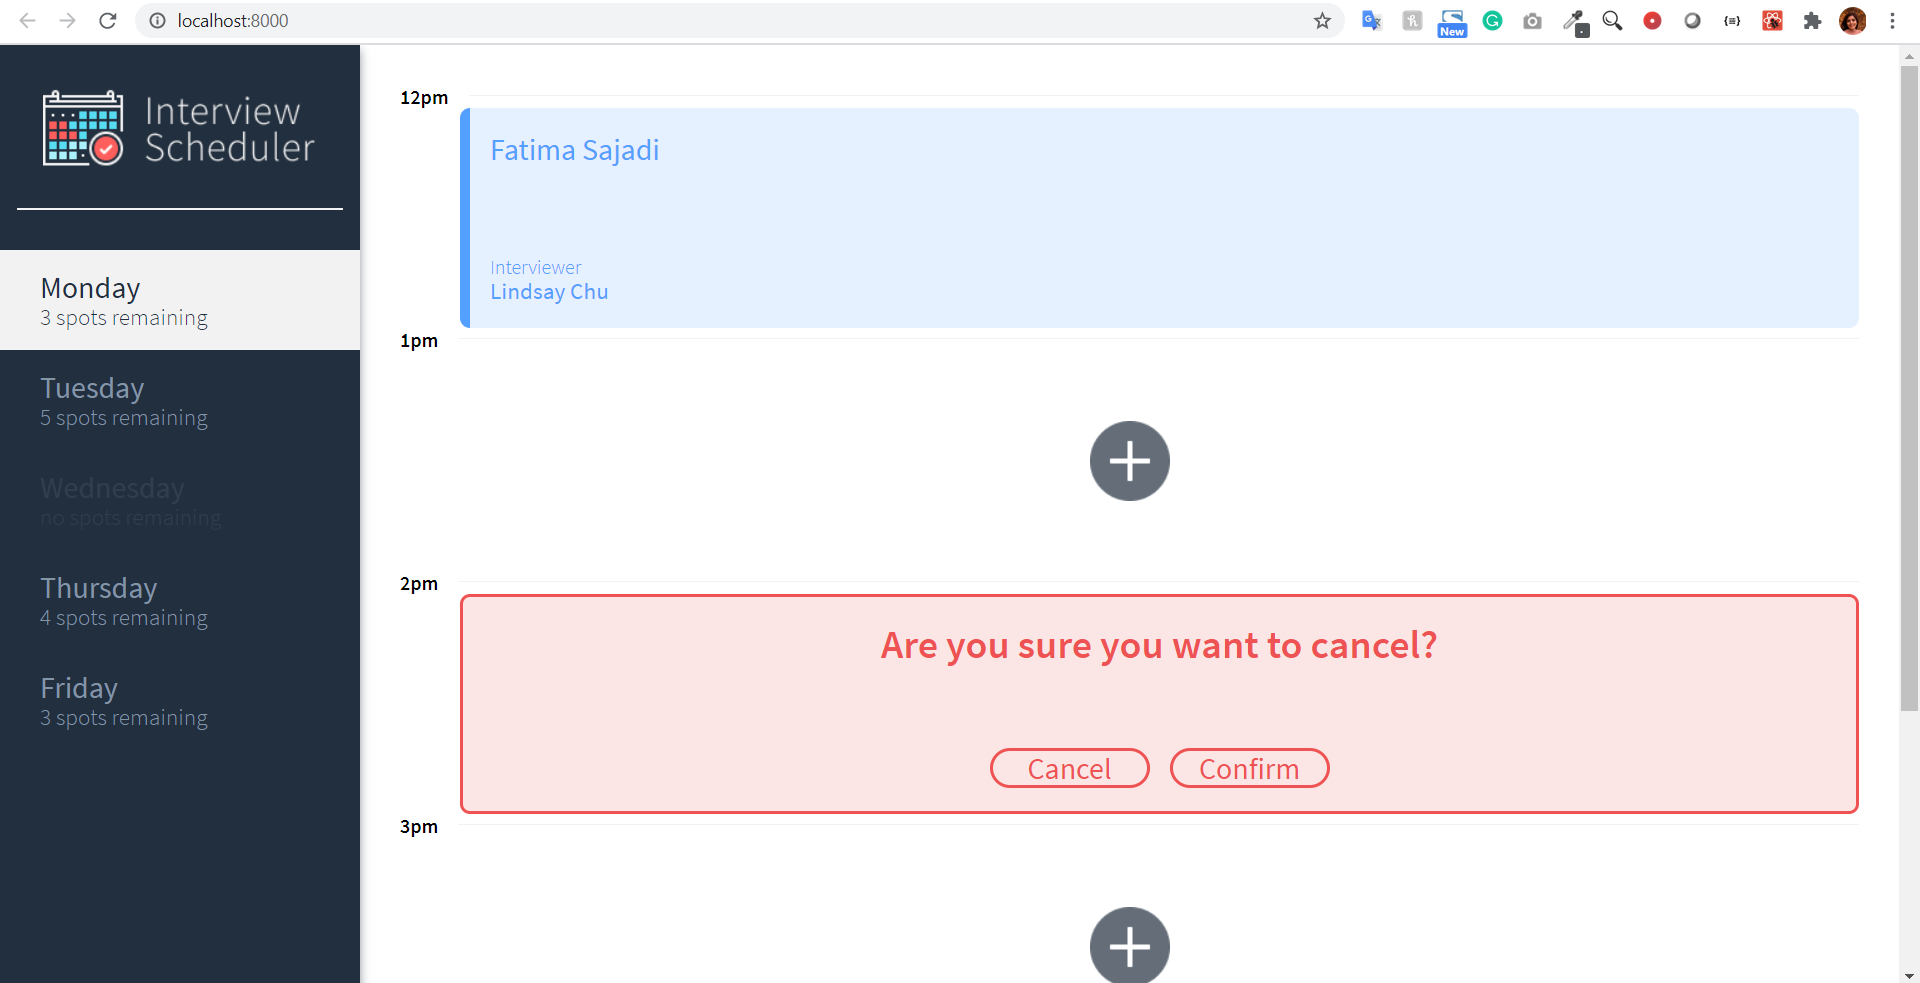 localhost:8000
New
Interview
Scheduler
Monday
3 spots remaining
Tuesday
5 spots remaining
Wednesday
no spots remaining
Thursday
4 spots remaining
Friday
3 spots remaining
12pm
Fatima Sajadi
Interviewer
Lindsay Chu
1pm
2pm
Are you sure you want to cancel?
Cancel Confirm
3pm